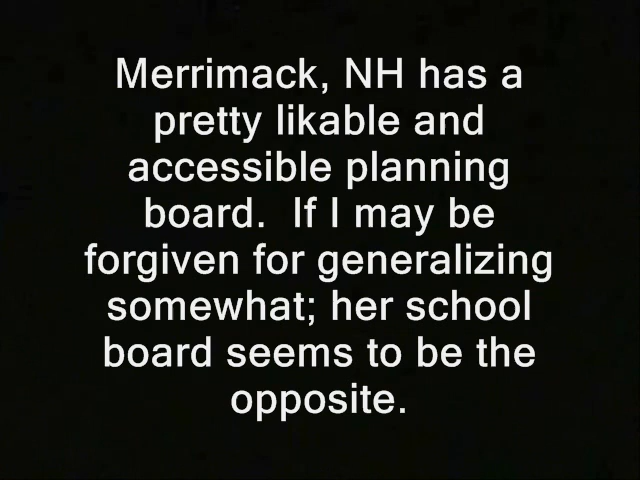 Merrimack, NH has a
pretty likable and
accessible planning
board.  If I may be
forgiven for generalizing
somewhat; her school
board seems to be the
opposite.